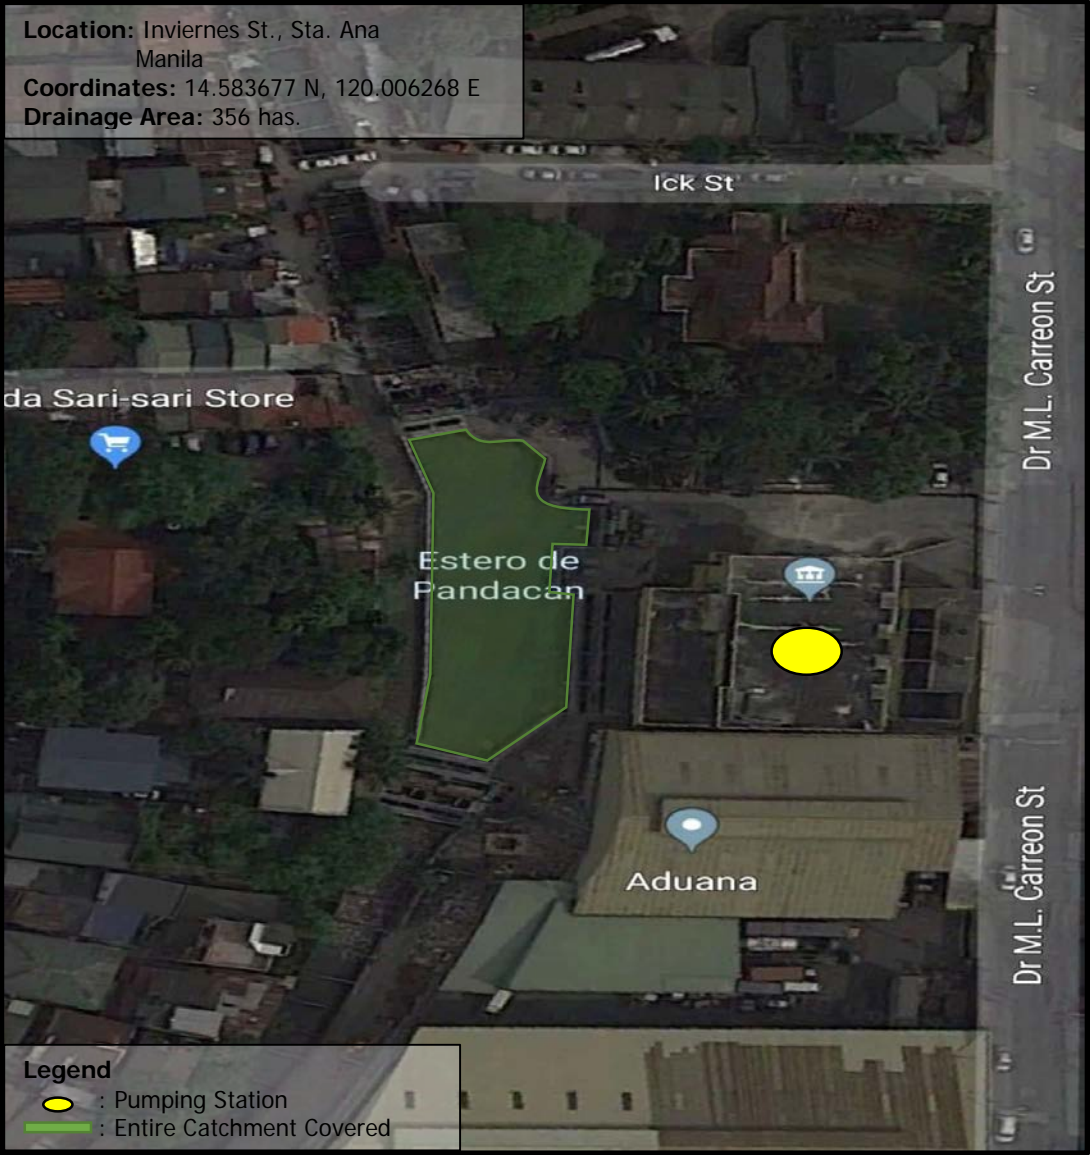 Location: Inviernes St., Sta. Ana
Manila
Coordinates: 14.583677 N, 120.006268 E
Drainage Area: 356 has.
Ick St
Dr M.L. Carreon St
da Sari-sari Store
Estero de
Pandacan
Aduana
Dr M.L. Carreon St
Legend
: Pumping Station
: Entire Catchment Covered